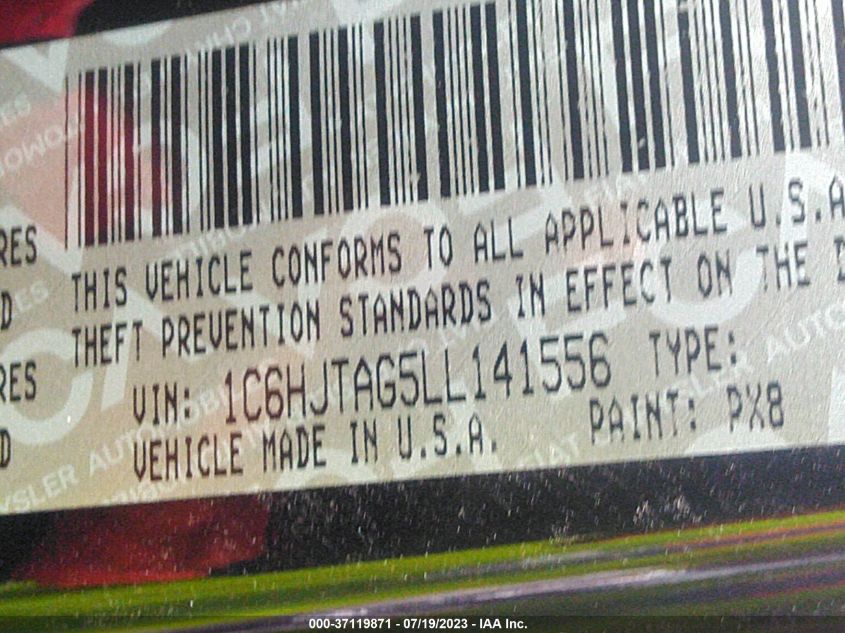 RES
THIS VEHICLE CONFORMS TO ALL APPLICABLE U.S.A
D
THEFT PREVENTION STANDARDS IN EFFECT ON THE D
RES
VIN: 1C6HJTAG5LL141556 TYPE:
D
VEHICLE MADE IN U.S.A. PAINT: PX8
000-37119871 - 07/19/2023 - IAA Inc.